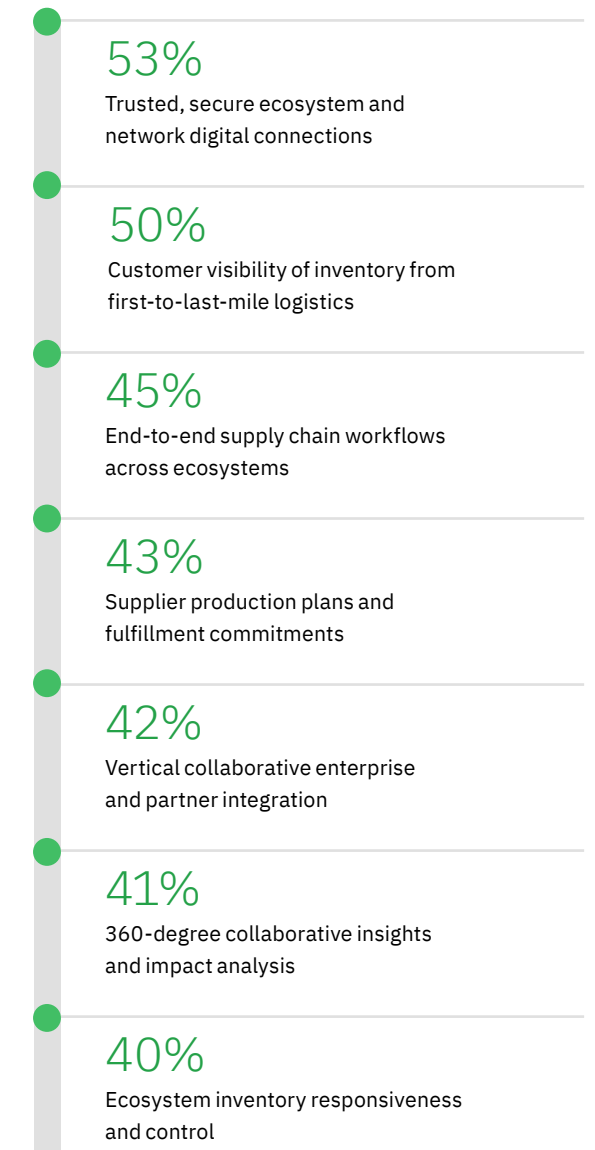 53%
Trusted, secure ecosystem and
network digital connections
50%
Customer visibility of inventory from
first-to-last-mile logistics
45%
End-to-end supply chain workflows
across ecosystems
43%
Supplier production plans and
fulfillment commitments
42%
Vertical collaborative enterprise
and partner integration
41%
360-degree collaborative insights
and impact analysis
40%
Ecosystem inventory responsiveness
and control